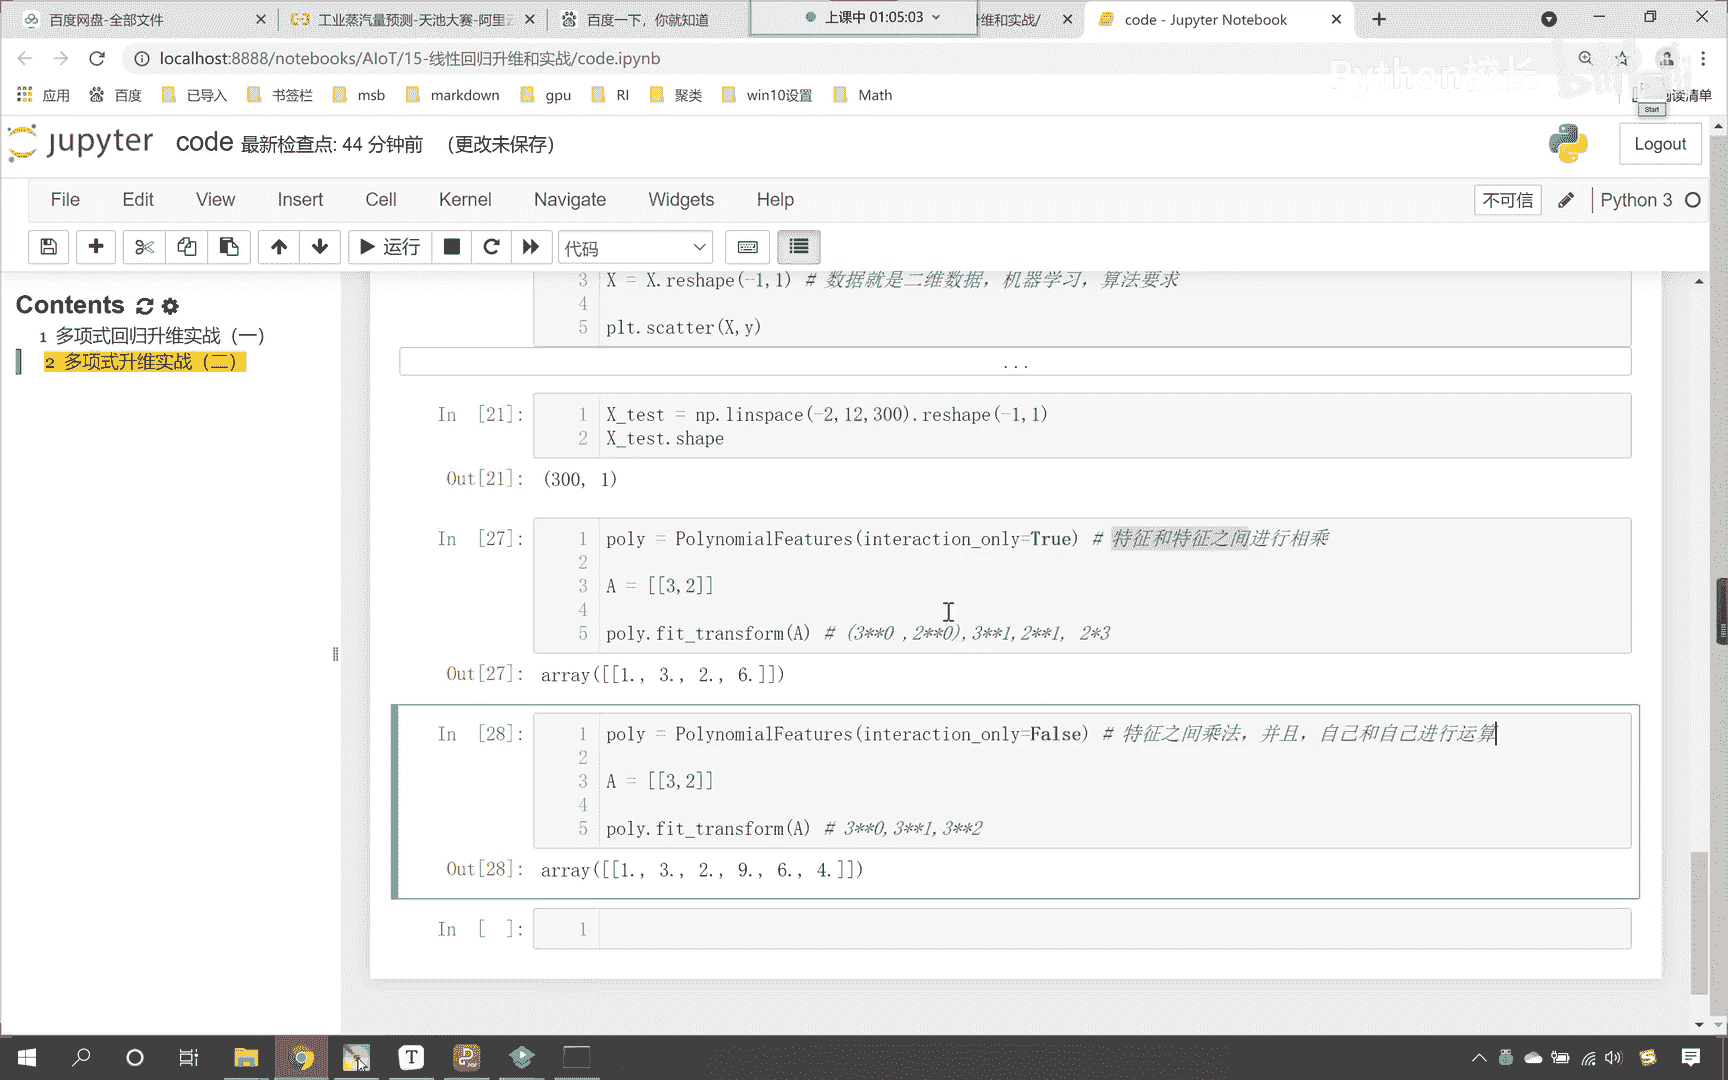 百度网盘-全部文件
工业蒸汽量预测-天池大赛-阿里云
百度一下，你就知道
上课中 01:05:03
维和实战/
code - Jupyter Notebook
localhost:8888/notebooks/AIoT/15-线性回归升维和实战/code.ipynb
Python校长
应用 百度 已导入 书签栏 msb markdown gpu RI 聚类 win10设置 Math 阅读清单
Start
jupyter code 最新检查点: 44 分钟前 (更改未保存)
Logout
File Edit View Insert Cell Kernel Navigate Widgets Help
不可信 Python 3
运行 代码
Contents
1 多项式回归升维实战（一）
2 多项式升维实战（二）
3 X = X.reshape(-1,1) # 数据就是二维数据，机器学习，算法要求
4
5 plt.scatter(X,y)
...
In [21]: 1 X_test = np.linspace(-2,12,300).reshape(-1,1)
2 X_test.shape
Out[21]: (300, 1)
In [27]: 1 poly = PolynomialFeatures(interaction_only=True) # 特征和特征之间进行相乘
2
3 A = [[3,2]]
4
5 poly.fit_transform(A) # (3**0 ,2**0),3**1,2**1, 2*3
Out[27]: array([[1., 3., 2., 6.]])
In [28]: 1 poly = PolynomialFeatures(interaction_only=False) # 特征之间乘法，并且，自己和自己进行运算
2
3 A = [[3,2]]
4
5 poly.fit_transform(A) # 3**0,3**1,3**2
Out[28]: array([[1., 3., 2., 9., 6., 4.]])
In [ ]: 1